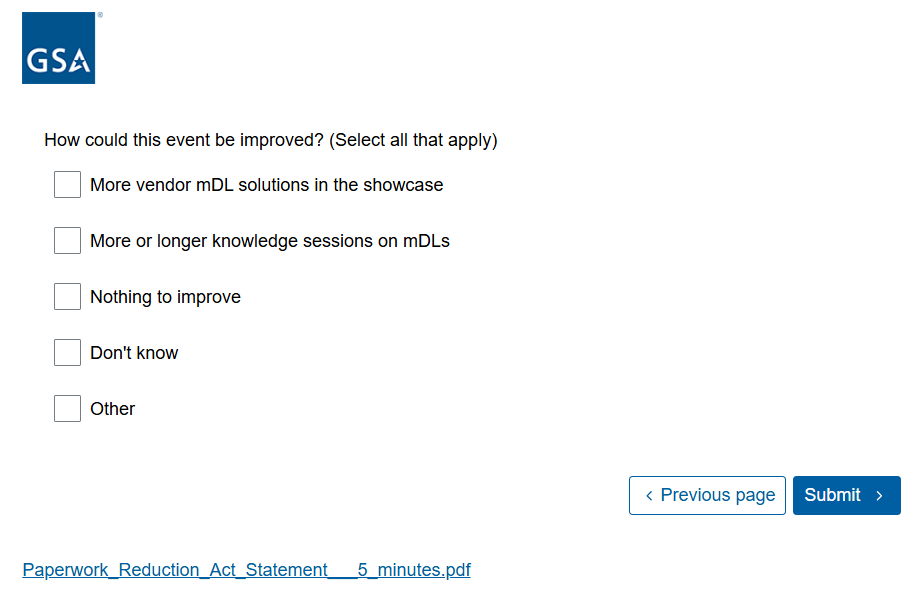 GSA
®
How could this event be improved? (Select all that apply)
More vendor mDL solutions in the showcase
More or longer knowledge sessions on mDLs
Nothing to improve
Don't know
Other
‹ Previous page Submit ›
Paperwork_Reduction_Act_Statement___5_minutes.pdf